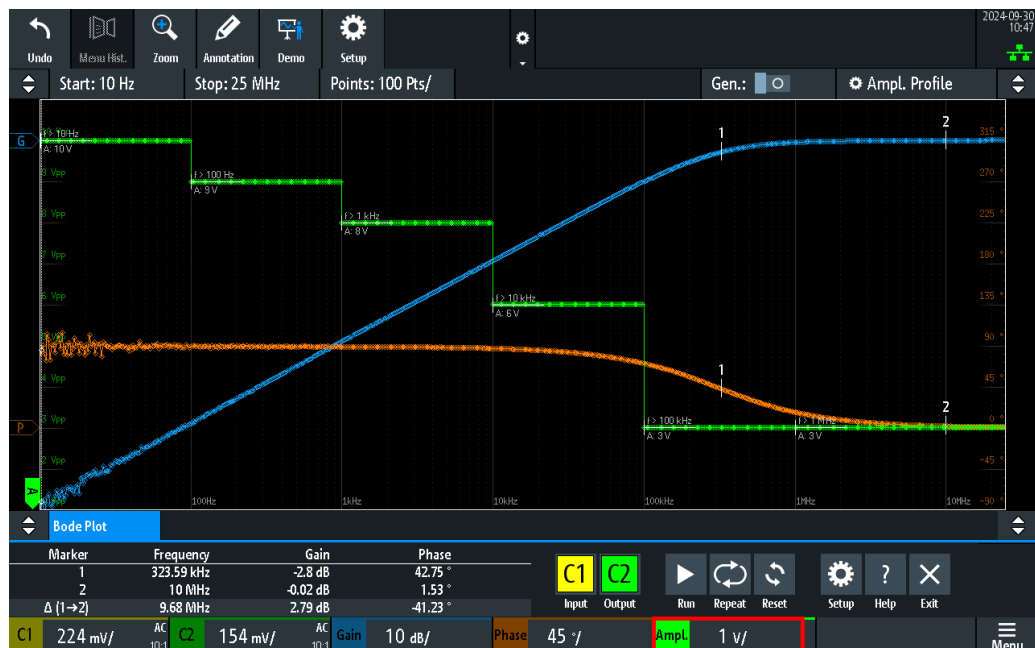 2024-09-30
10:47
Undo Menu Hist. Zoom Annotation Demo Setup
Start: 10 Hz Stop: 25 MHz Points: 100 Pts/ Gen.: Ampl. Profile
G
f> 10 Hz
A: 10 V
9 Vpp
f> 100 Hz
A: 9 V
8 Vpp
f> 1 kHz
A: 8 V
7 Vpp
6 Vpp
f> 10 kHz
A: 6 V
4 Vpp
3 Vpp
P
f> 100 kHz
A: 3 V
f> 1 MHz
A: 3 V
2 Vpp
A
1 2
1 2
315 °
270 °
225 °
180 °
135 °
90 °
45 °
0 °
-45 °
-90 °
100Hz 1kHz 10kHz 100kHz 1MHz 10MHz
Bode Plot
Marker Frequency Gain Phase
1 323.59 kHz -2.8 dB 42.75 °
2 10 MHz -0.02 dB 1.53 °
Δ (1→2) 9.68 MHz 2.79 dB -41.23 °
C1 C2
Input Output Run Repeat Reset Setup Help Exit
C1 224 mV/ AC 10:1 C2 154 mV/ AC 10:1 Gain 10 dB/ Phase 45 °/ Ampl. 1 V/ Menu